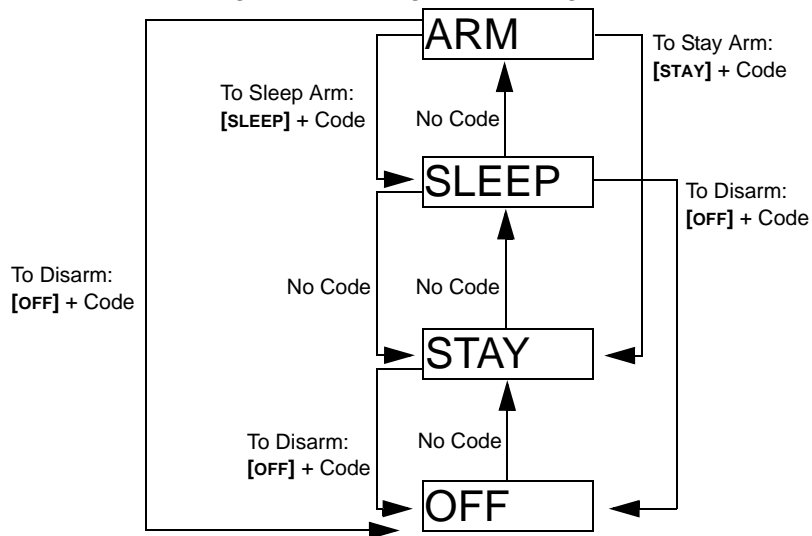 ARM
To Stay Arm:
[STAY] + Code
To Sleep Arm:
[SLEEP] + Code
No Code
SLEEP
To Disarm:
[OFF] + Code
To Disarm:
[OFF] + Code
No Code
No Code
STAY
To Disarm:
[OFF] + Code
No Code
OFF